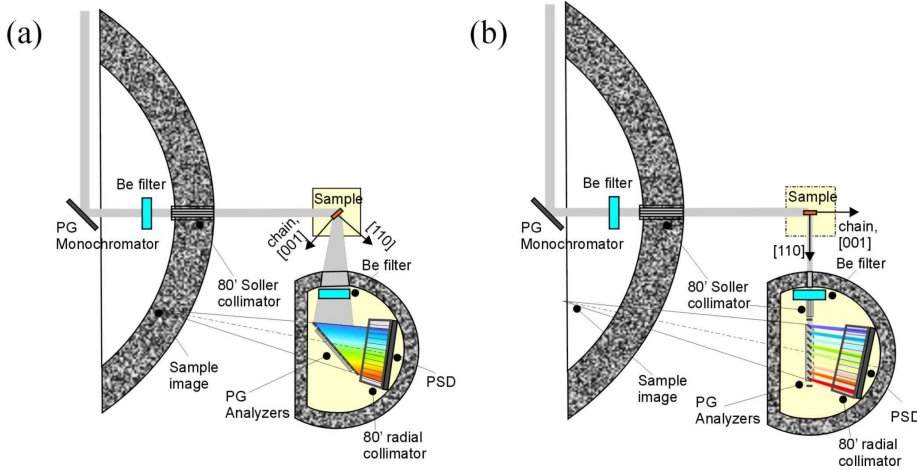 (a)
Be filter
PG
Monochromator
Sample
chain,
[001]
[110]
Be filter
80' Soller
collimator
Sample
image
PG
Analyzers
PSD
80' radial
collimator
(b)
Be filter
PG
Monochromator
Sample
chain,
[001]
[110]
Be filter
80' Soller
collimator
Sample
image
PG
Analyzers
PSD
80' radial
collimator